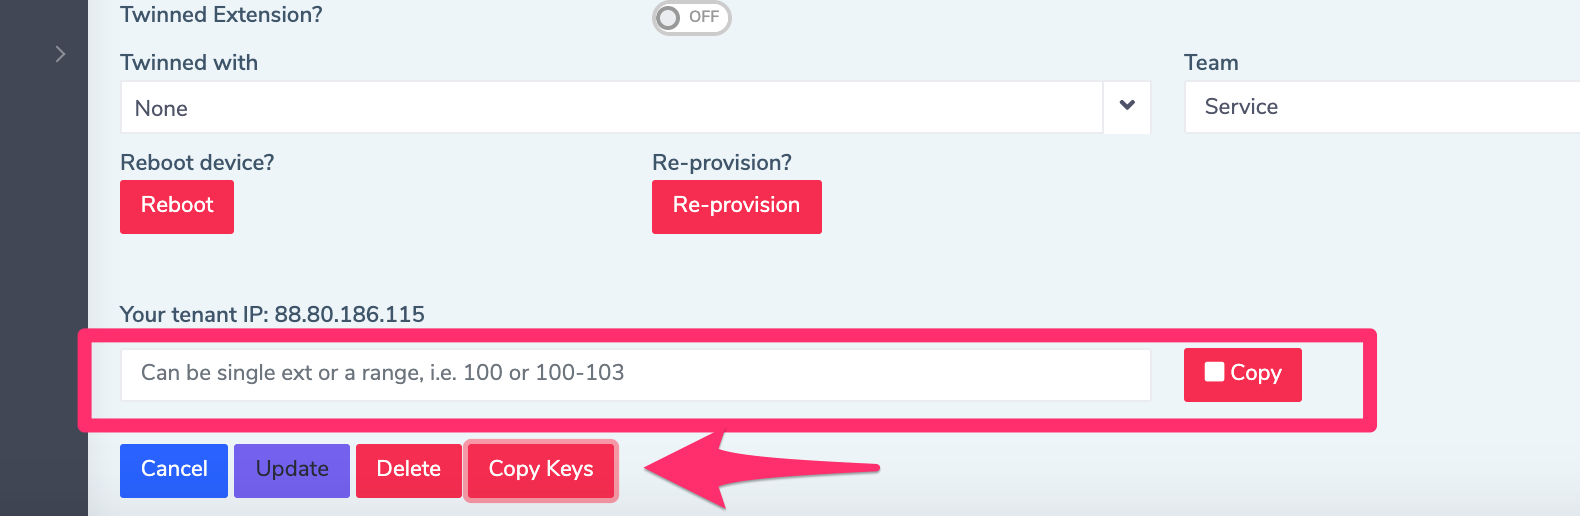 Twinned Extension?
OFF
Twinned with
Team
None
Service
Reboot device?
Re-provision?
Reboot
Re-provision
Your tenant IP: 88.80.186.115
Can be single ext or a range, i.e. 100 or 100-103
Copy
Cancel
Update
Delete
Copy Keys